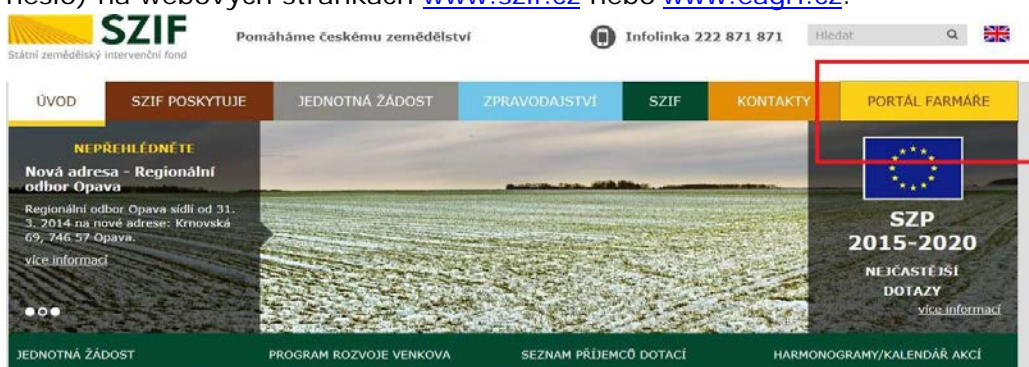 heslo) na webových stránkách www.szif.cz nebo www.eagri.cz.
SZIF
Státní zemědělský intervenční fond
Pomáháme českému zemědělství
Infolinka 222 871 871
Hledat
ÚVOD
SZIF POSKYTUJE
JEDNOTNÁ ŽÁDOST
ZPRAVODAJSTVÍ
SZIF
KONTAKTY
PORTÁL FARMÁŘE
NEPŘEHLÉDNĚTE
Nová adresa - Regionální
odbor Opava
Regionální odbor Opava sídlí od 31.
3. 2014 na nové adrese: Krnovská
69, 746 57 Opava.
více informací
SZP
2015-2020
NEJČASTĚJŠÍ
DOTAZY
více informací
JEDNOTNÁ ŽÁDOST
PROGRAM ROZVOJE VENKOVA
SEZNAM PŘÍJEMCŮ DOTACÍ
HARMONOGRAMY/KALENDÁŘ AKCÍ